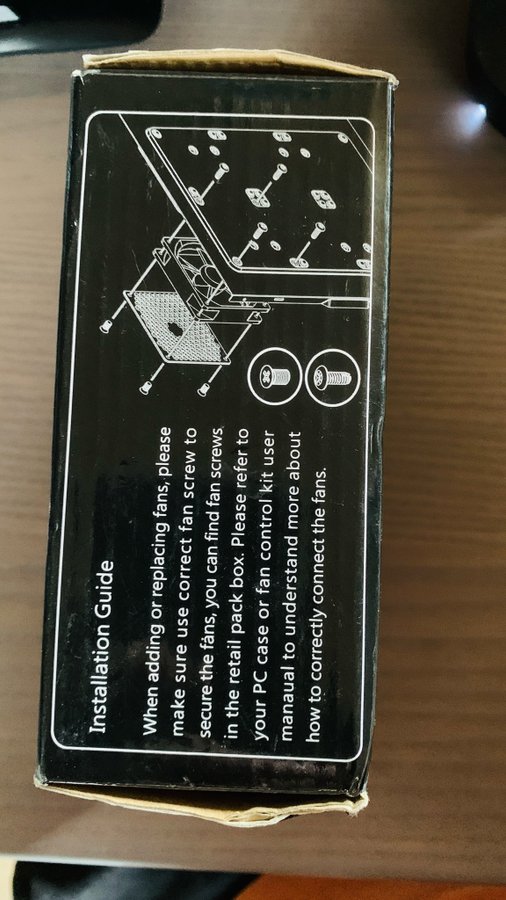 Installation Guide
When adding or replacing fans, please
make sure use correct fan screw to
secure the fans, you can find fan screws
in the retail pack box. Please refer to
your PC case or fan control kit user
manaual to understand more about
how to correctly connect the fans.